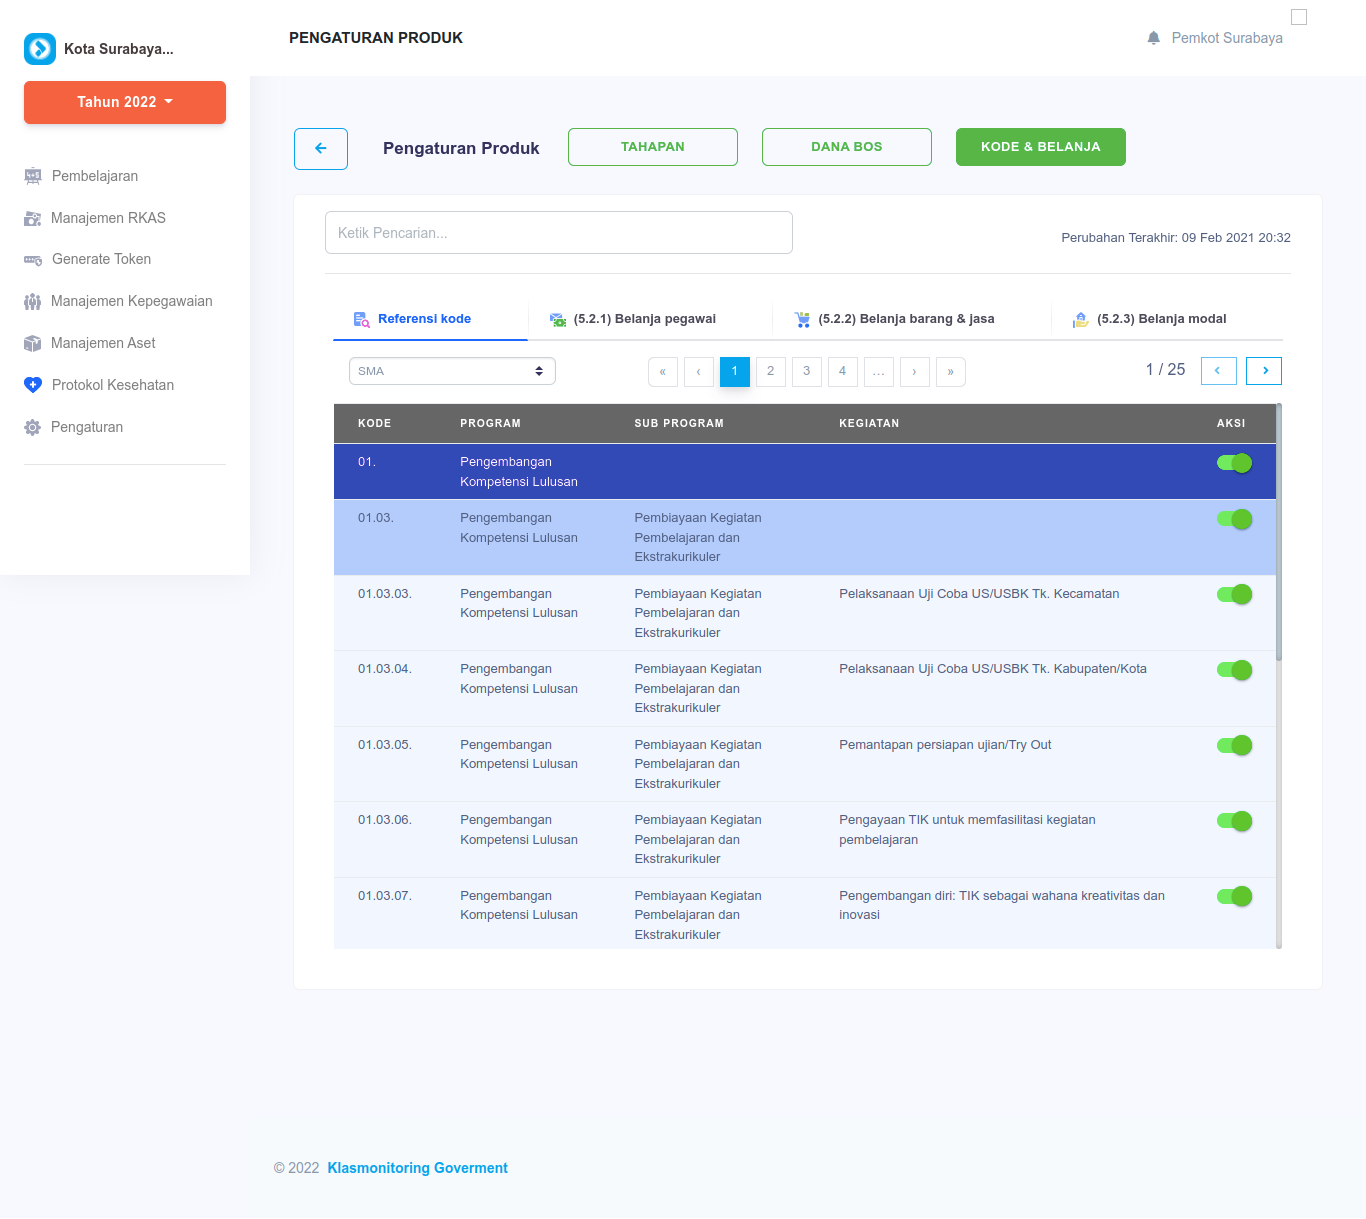 Kota Surabaya...
PENGATURAN PRODUK
Pemkot Surabaya
Tahun 2022
Pembelajaran
Manajemen RKAS
Generate Token
Manajemen Kepegawaian
Manajemen Aset
Protokol Kesehatan
Pengaturan
Pengaturan Produk
TAHAPAN
DANA BOS
KODE & BELANJA
Ketik Pencarian...
Perubahan Terakhir: 09 Feb 2021 20:32
Referensi kode
(5.2.1) Belanja pegawai
(5.2.2) Belanja barang & jasa
(5.2.3) Belanja modal
SMA
« ‹ 1 2 3 4 … › »
1 / 25
KODE PROGRAM SUB PROGRAM KEGIATAN AKSI
01. Pengembangan
Kompetensi Lulusan
01.03. Pengembangan Pembiayaan Kegiatan
Kompetensi Lulusan Pembelajaran dan
Ekstrakurikuler
01.03.03. Pengembangan Pembiayaan Kegiatan Pelaksanaan Uji Coba US/USBK Tk. Kecamatan
Kompetensi Lulusan Pembelajaran dan
Ekstrakurikuler
01.03.04. Pengembangan Pembiayaan Kegiatan Pelaksanaan Uji Coba US/USBK Tk. Kabupaten/Kota
Kompetensi Lulusan Pembelajaran dan
Ekstrakurikuler
01.03.05. Pengembangan Pembiayaan Kegiatan Pemantapan persiapan ujian/Try Out
Kompetensi Lulusan Pembelajaran dan
Ekstrakurikuler
01.03.06. Pengembangan Pembiayaan Kegiatan Pengayaan TIK untuk memfasilitasi kegiatan
Kompetensi Lulusan Pembelajaran dan pembelajaran
Ekstrakurikuler
01.03.07. Pengembangan Pembiayaan Kegiatan Pengembangan diri: TIK sebagai wahana kreativitas dan
Kompetensi Lulusan Pembelajaran dan inovasi
Ekstrakurikuler
© 2022 Klasmonitoring Goverment